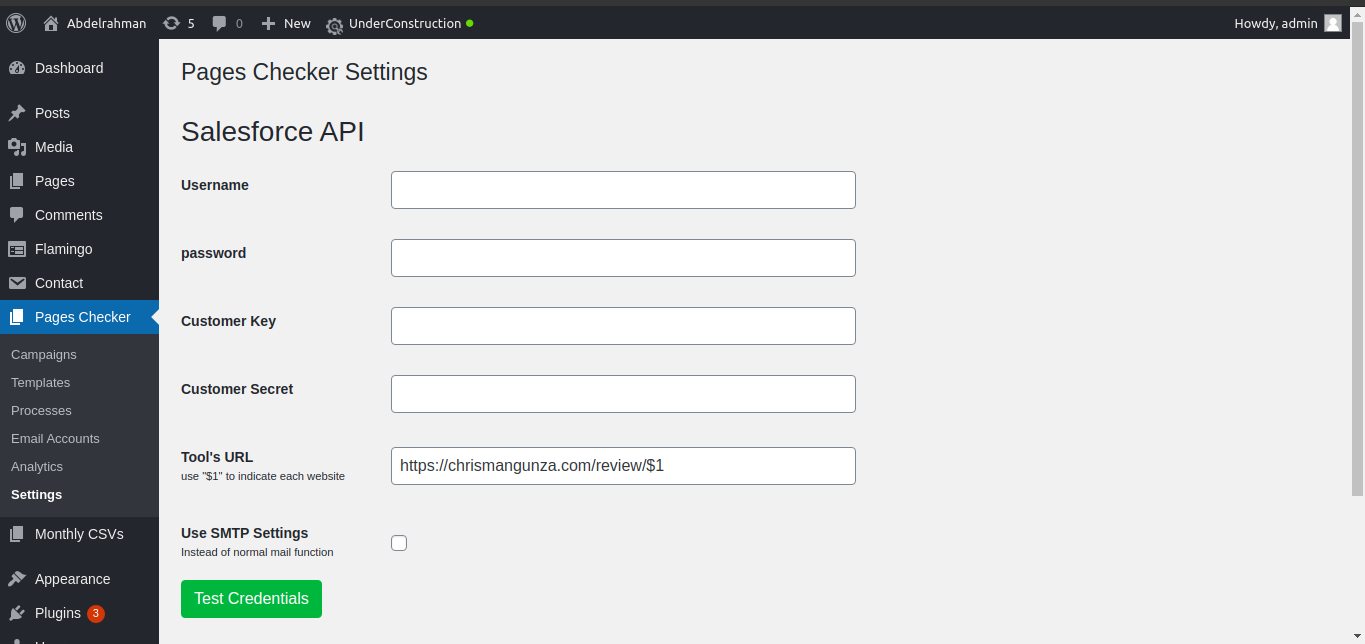 Abdelrahman 5 0 New UnderConstruction Howdy, admin
Dashboard
Posts
Media
Pages
Comments
Flamingo
Contact
Pages Checker
Campaigns
Templates
Processes
Email Accounts
Analytics
Settings
Monthly CSVs
Appearance
Plugins 3
Pages Checker Settings
Salesforce API
Username
password
Customer Key
Customer Secret
Tool's URL
use "$1" to indicate each website
https://chrismangunza.com/review/$1
Use SMTP Settings
Instead of normal mail function
Test Credentials